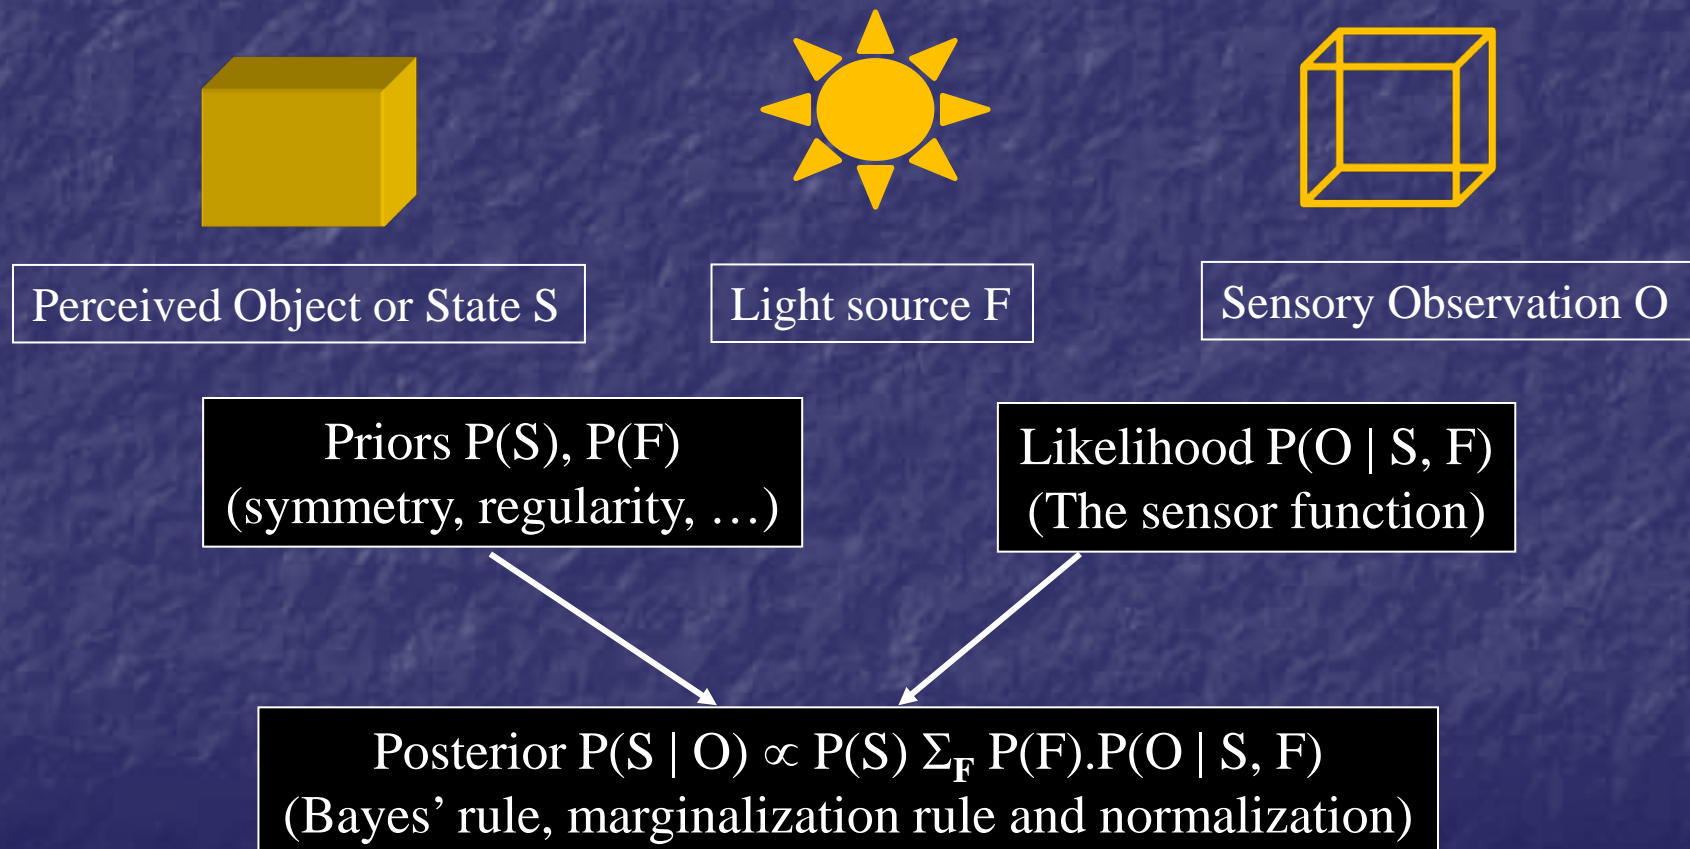 Perceived Object or State S
Light source F
Sensory Observation O
Priors P(S), P(F)
(symmetry, regularity, …)
Likelihood P(O | S, F)
(The sensor function)
Posterior P(S | O) ∝ P(S) Σ_F P(F).P(O | S, F)
(Bayes’ rule, marginalization rule and normalization)